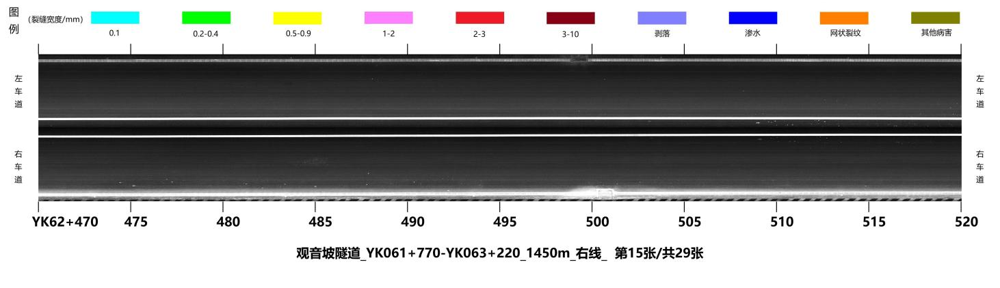 图例
(裂缝宽度/mm)
0.1 0.2-0.4 0.5-0.9 1-2 2-3 3-10 剥落 渗水 网状裂纹 其他病害
左车道 左车道
右车道 右车道
YK62+470 475 480 485 490 495 500 505 510 515 520
观音坡隧道_YK061+770-YK063+220_1450m_右线_ 第15张/共29张